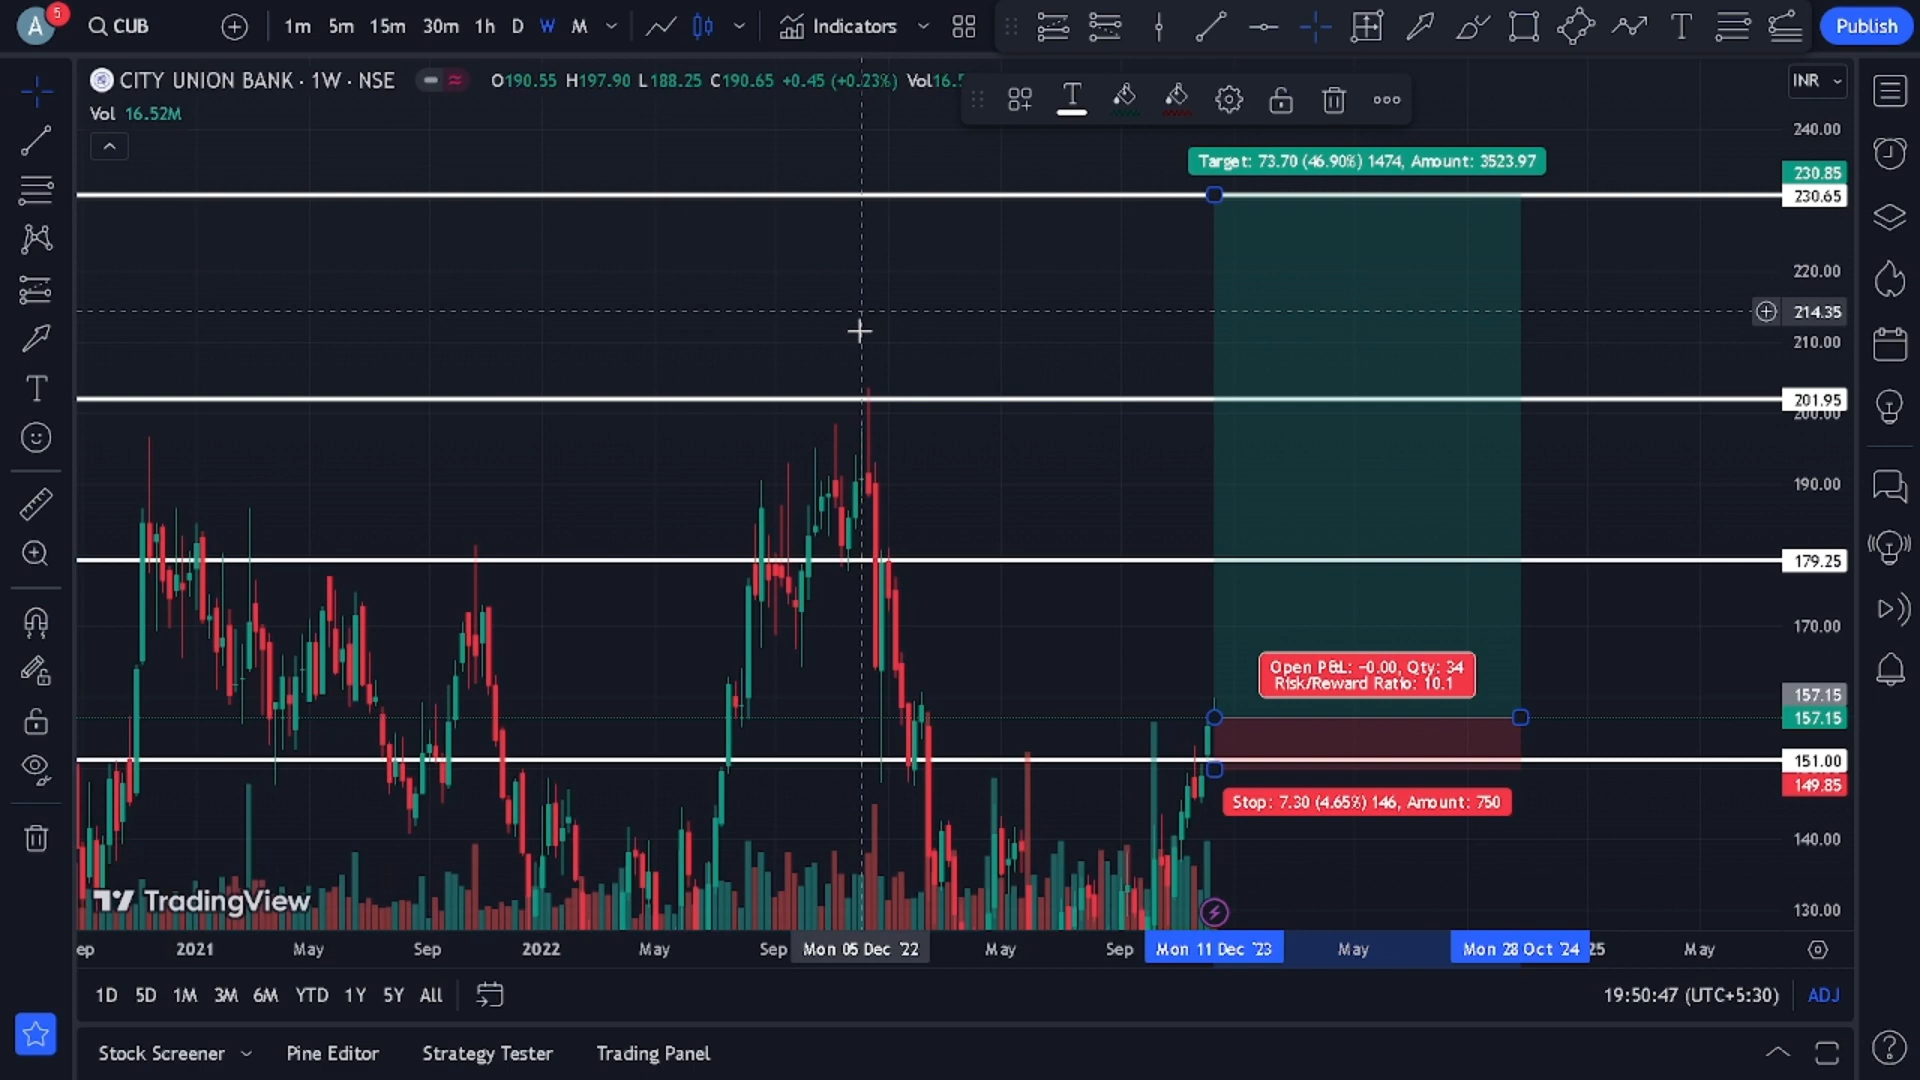 A
5
CUB
1m 5m 15m 30m 1h D W M
Indicators
T
Publish
CITY UNION BANK · 1W · NSE
O190.55 H197.90 L188.25 C190.65 +0.45 (+0.23%) Vol16.5
T
INR
Vol 16.52M
240.00
Target: 73.70 (46.90%) 1474, Amount: 3523.97
230.85
230.65
220.00
214.35
210.00
T
201.95
200.00
190.00
179.25
170.00
Open P&L: −0.00, Qty: 34
Risk/Reward Ratio: 10.1
157.15
157.15
151.00
149.85
Stop: 7.30 (4.65%) 146, Amount: 750
140.00
TradingView
130.00
ep 2021 May Sep 2022 May Sep Mon 05 Dec '22 May Sep Mon 11 Dec '23 May Mon 28 Oct '24 25 May
1D 5D 1M 3M 6M YTD 1Y 5Y All
19:50:47 (UTC+5:30) ADJ
Stock Screener Pine Editor Strategy Tester Trading Panel